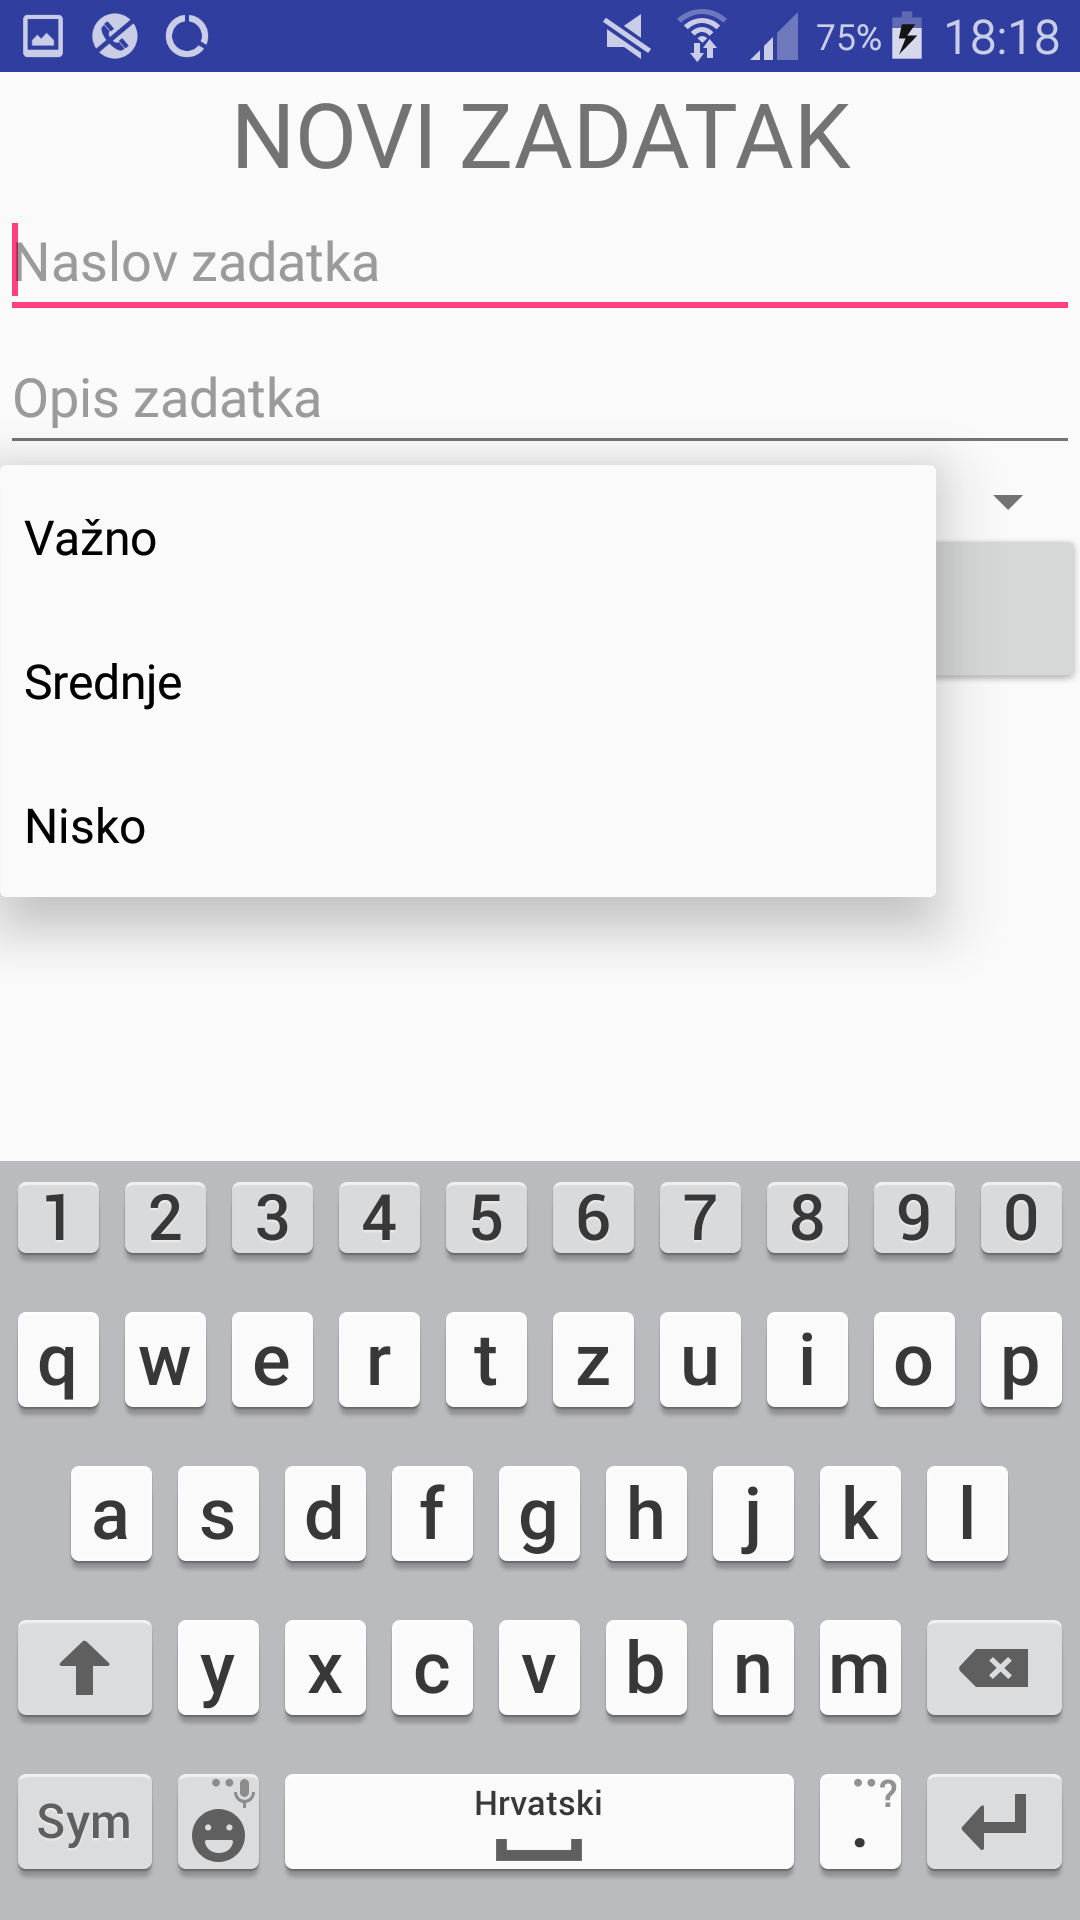 75% 18:18
NOVI ZADATAK
Naslov zadatka
Opis zadatka
Važno
Srednje
Nisko
1 2 3 4 5 6 7 8 9 0
q w e r t z u i o p
a s d f g h j k l
y x c v b n m
Sym Hrvatski . ?